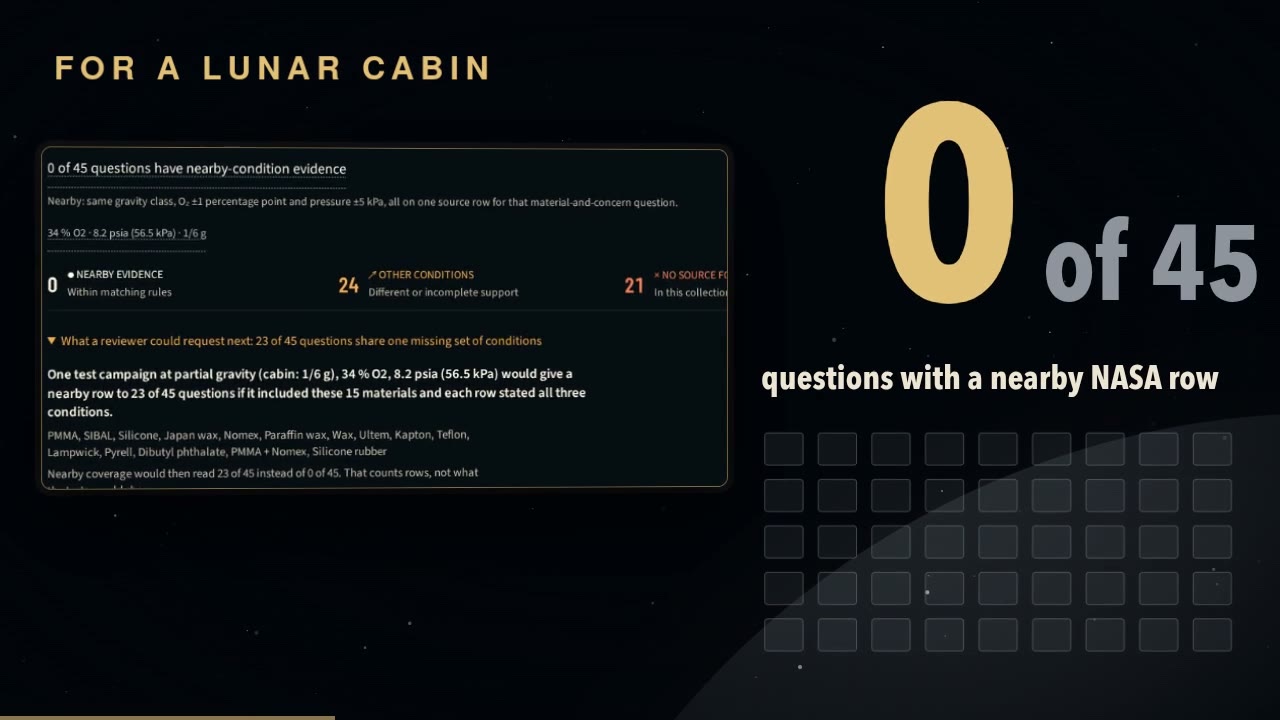 FOR A LUNAR CABIN
0 of 45 questions have nearby-condition evidence
Nearby: same gravity class, O₂ ±1 percentage point and pressure ±5 kPa, all on one source row for that material-and-concern question.
34 % O2 · 8.2 psia (56.5 kPa) · 1/6 g
0 ● NEARBY EVIDENCE
Within matching rules
24 ↗ OTHER CONDITIONS
Different or incomplete support
21 × NO SOURCE
In this collection
▼ What a reviewer could request next: 23 of 45 questions share one missing set of conditions
One test campaign at partial gravity (cabin: 1/6 g), 34 % O2, 8.2 psia (56.5 kPa) would give a
nearby row to 23 of 45 questions if it included these 15 materials and each row stated all three
conditions.
PMMA, SIBAL, Silicone, Japan wax, Nomex, Paraffin wax, Wax, Ultem, Kapton, Teflon,
Lampwick, Pyrell, Dibutyl phthalate, PMMA + Nomex, Silicone rubber
Nearby coverage would then read 23 of 45 instead of 0 of 45. That counts rows, not what
0 of 45
questions with a nearby NASA row